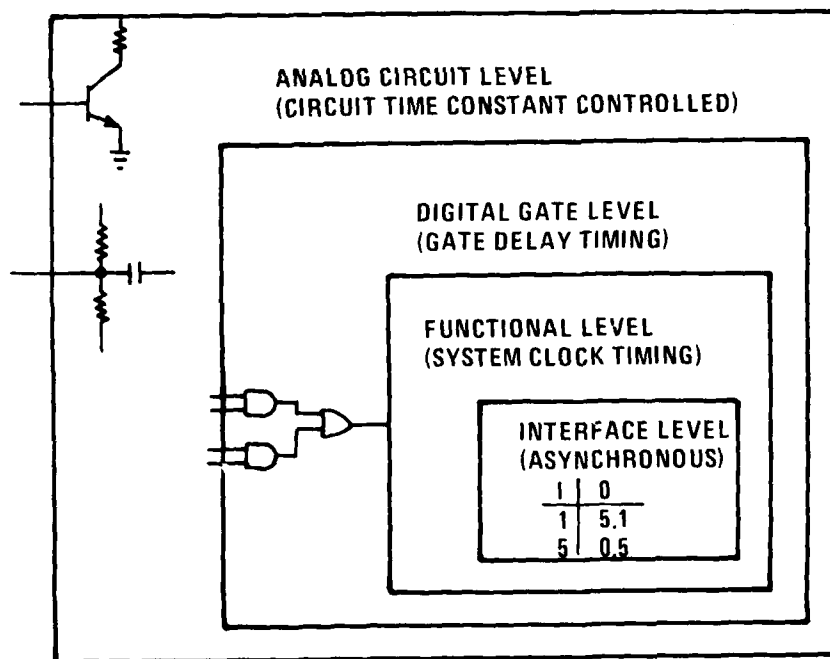 ANALOG CIRCUIT LEVEL
(CIRCUIT TIME CONSTANT CONTROLLED)
DIGITAL GATE LEVEL
(GATE DELAY TIMING)
FUNCTIONAL LEVEL
(SYSTEM CLOCK TIMING)
INTERFACE LEVEL
(ASYNCHRONOUS)
I 0
1 5.1
5 0.5